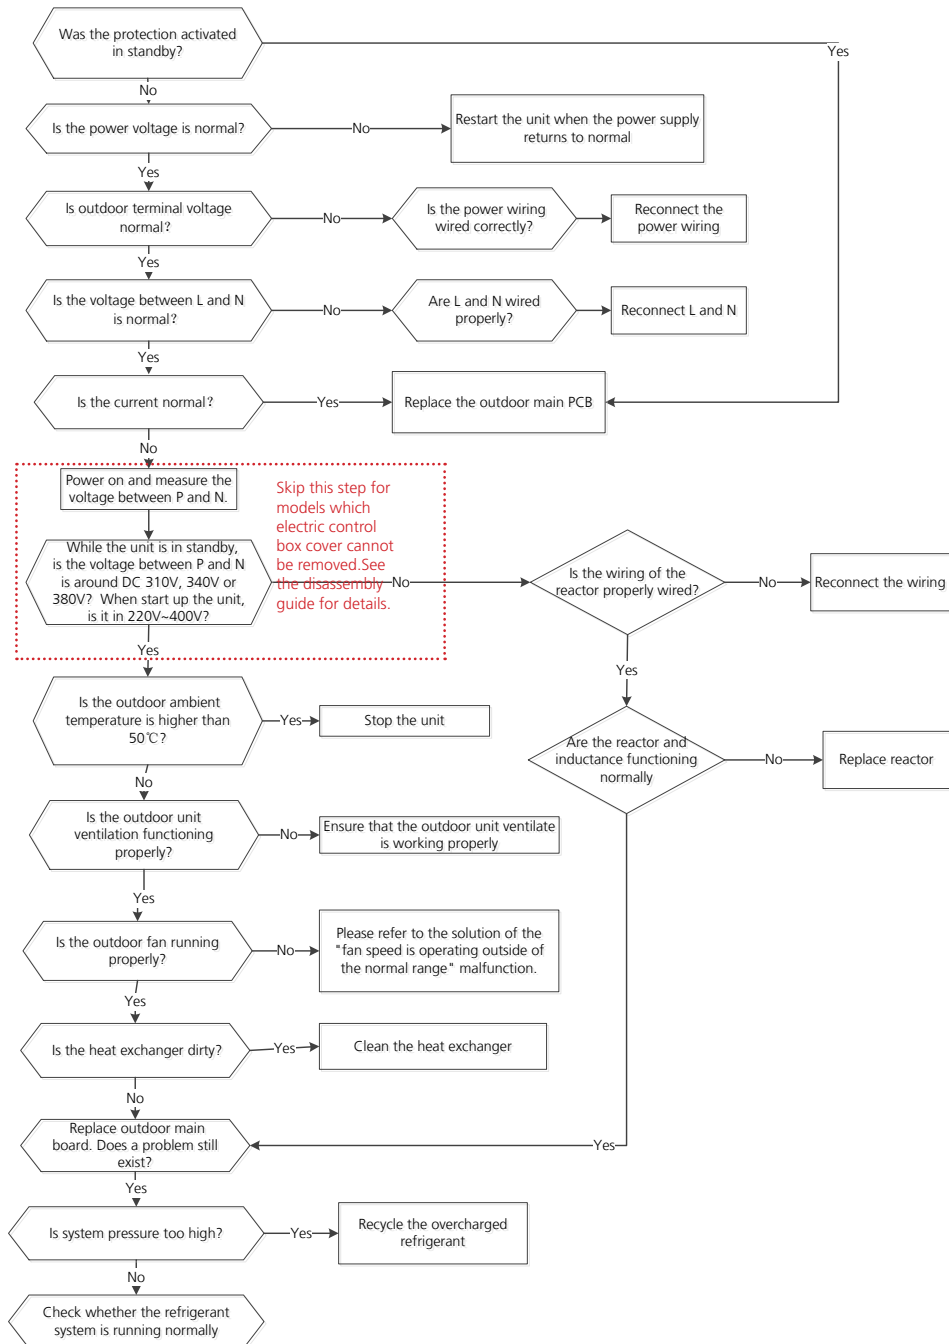 Was the protection activated
in standby?
Yes
No
Is the power voltage is normal?
No
Restart the unit when the power supply
returns to normal
Yes
Is outdoor terminal voltage
normal?
No
Is the power wiring
wired correctly?
Reconnect the
power wiring
Yes
Is the voltage between L and N
is normal?
No
Are L and N wired
properly?
Reconnect L and N
Yes
Is the current normal?
Yes
Replace the outdoor main PCB
No
Power on and measure the
voltage between P and N.
Skip this step for
models which
electric control
box cover cannot
be removed.See
the disassembly
guide for details.
While the unit is in standby,
is the voltage between P and N
is around DC 310V, 340V or
380V? When start up the unit,
is it in 220V~400V?
No
Is the wiring of the
reactor properly wired?
No
Reconnect the wiring
Yes
Yes
Is the outdoor ambient
temperature is higher than
50℃?
Yes
Stop the unit
Are the reactor and
inductance functioning
normally
No
Replace reactor
No
Is the outdoor unit
ventilation functioning
properly?
No
Ensure that the outdoor unit ventilate
is working properly
Yes
Is the outdoor fan running
properly?
No
Please refer to the solution of the
"fan speed is operating outside of
the normal range" malfunction.
Yes
Is the heat exchanger dirty?
Yes
Clean the heat exchanger
No
Replace outdoor main
board. Does a problem still
exist?
Yes
Yes
Is system pressure too high?
Yes
Recycle the overcharged
refrigerant
No
Check whether the refrigerant
system is running normally